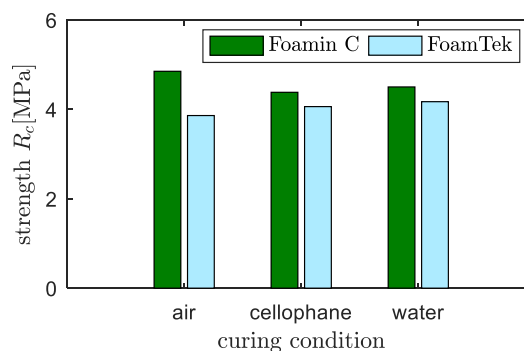 Foamin C FoamTek
strength R_c[MPa]
6
4
2
0
air cellophane water
curing condition